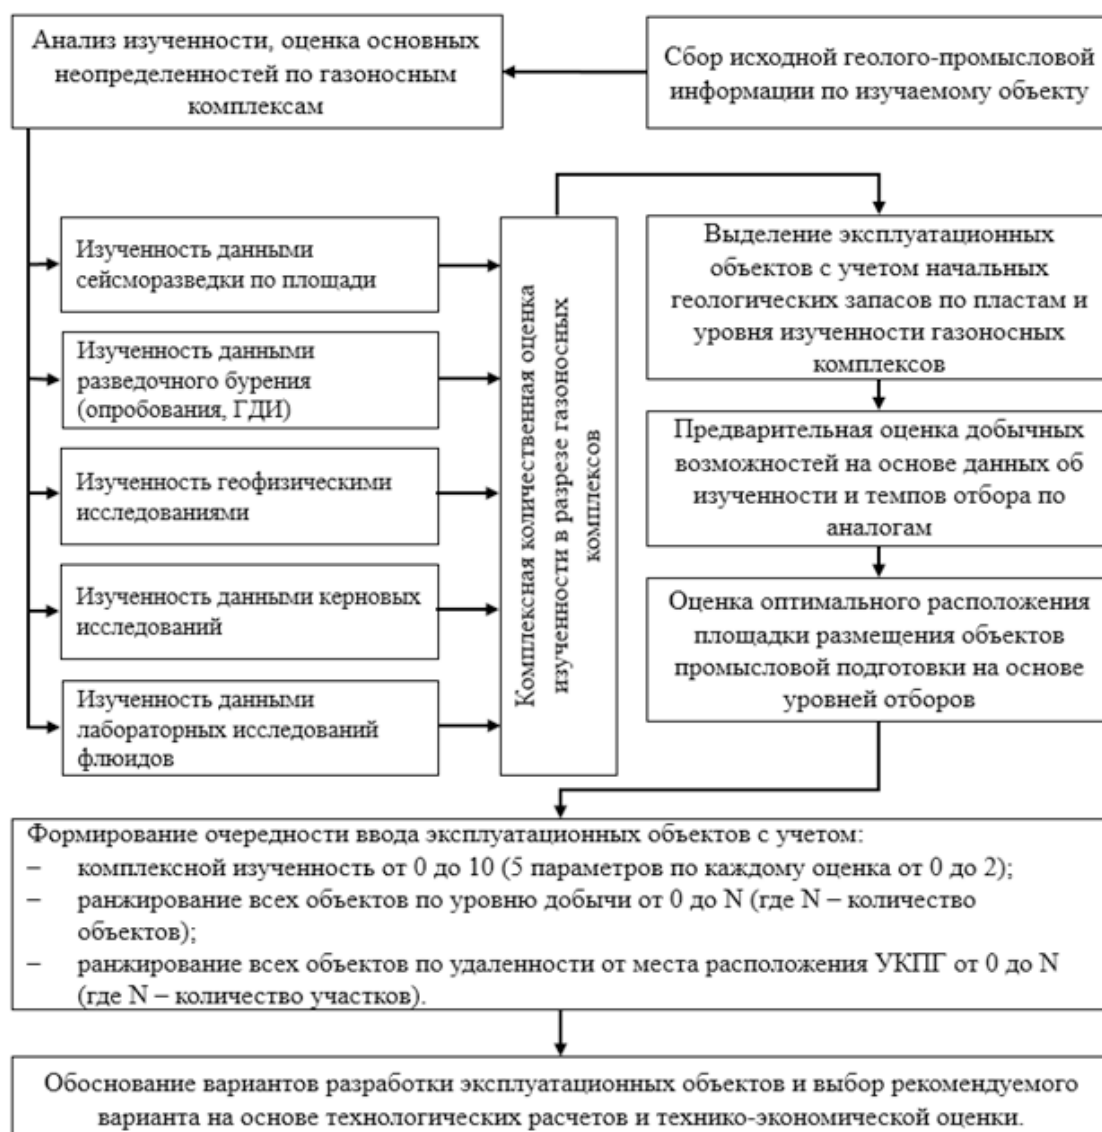 Анализ изученности, оценка основных
неопределенностей по газоносным
комплексам
Сбор исходной геолого-промысловой
информации по изучаемому объекту
Изученность данными
сейсморазведки по площади
Изученность данными
разведочного бурения
(опробования, ГДИ)
Изученность геофизическими
исследованиями
Изученность данными керновых
исследований
Изученность данными
лабораторных исследований
флюидов
Комплексная количественная оценка
изученности в разрезе газоносных
комплексов
Выделение эксплуатационных
объектов с учетом начальных
геологических запасов по пластам и
уровня изученности газоносных
комплексов
Предварительная оценка добычных
возможностей на основе данных об
изученности и темпов отбора по
аналогам
Оценка оптимального расположения
площадки размещения объектов
промысловой подготовки на основе
уровней отборов
Формирование очередности ввода эксплуатационных объектов с учетом:
– комплексной изученность от 0 до 10 (5 параметров по каждому оценка от 0 до 2);
– ранжирование всех объектов по уровню добычи от 0 до N (где N – количество
объектов);
– ранжирование всех объектов по удаленности от места расположения УКПГ от 0 до N
(где N – количество участков).
Обоснование вариантов разработки эксплуатационных объектов и выбор рекомендуемого
варианта на основе технологических расчетов и технико-экономической оценки.